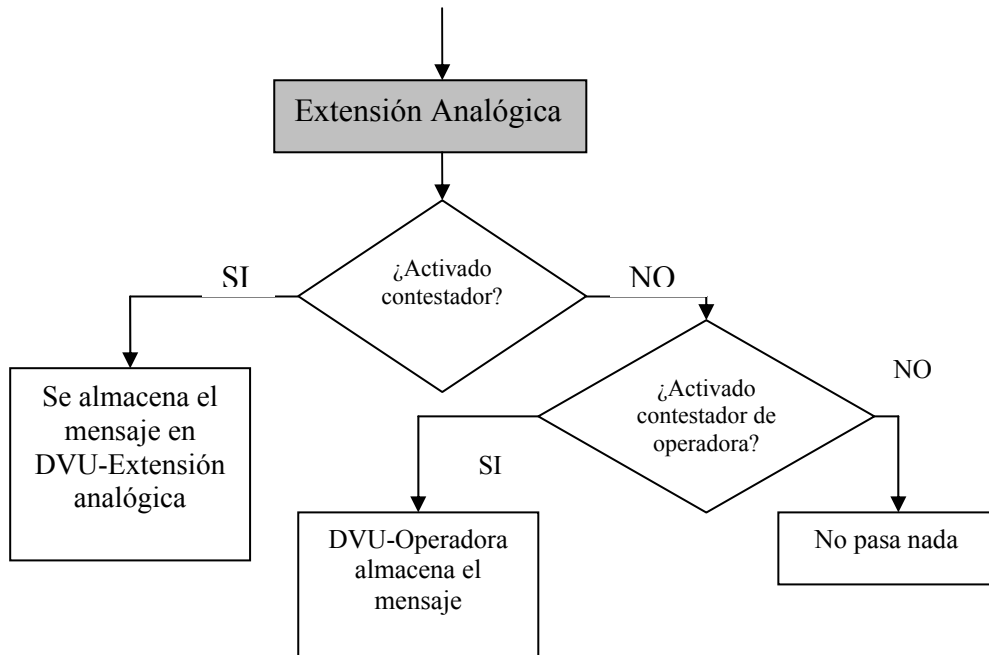 Extensión Analógica
¿Activado
contestador?
SI
NO
Se almacena el
mensaje en
DVU-Extensión
analógica
¿Activado
contestador de
operadora?
NO
SI
DVU-Operadora
almacena el
mensaje
No pasa nada